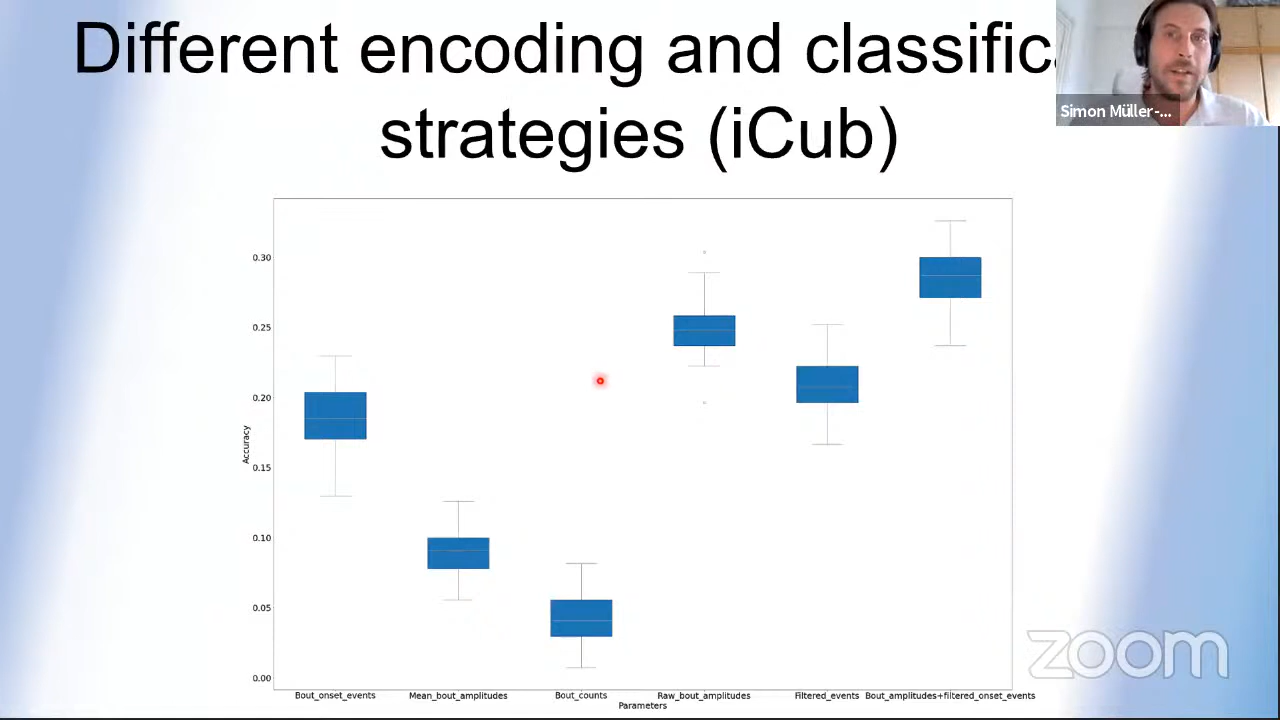 Different encoding and classifica
strategies (iCub)
Simon Müller-...
0.30
0.25
0.20
0.15
0.10
0.05
0.00
Accuracy
Bout_onset_events
Mean_bout_amplitudes
Bout_counts
Raw_bout_amplitudes
Filtered_events
Bout_amplitudes+filtered_onset_events
Parameters
zoom